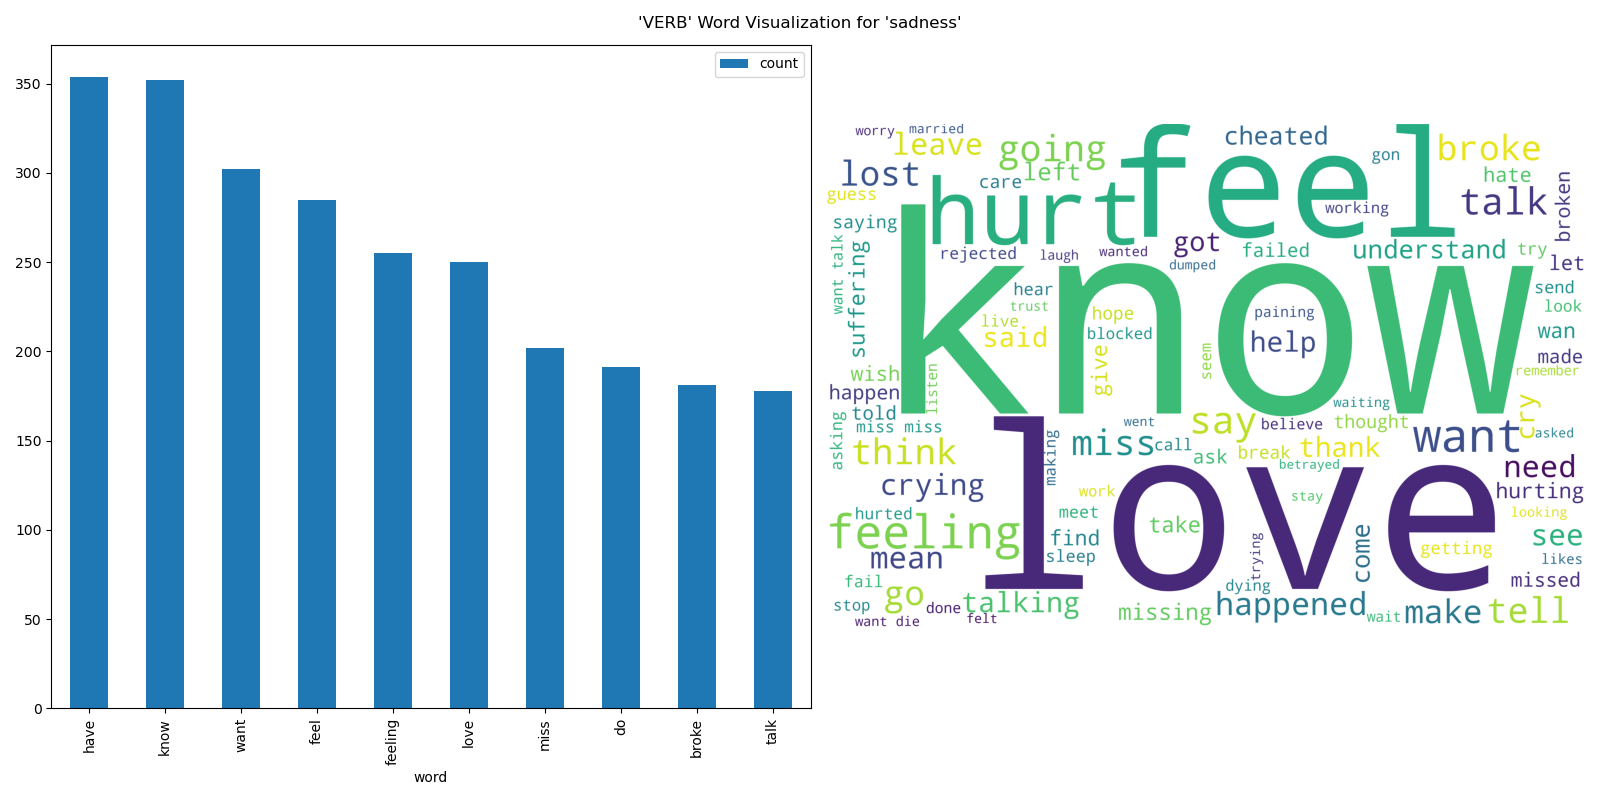 'VERB' Word Visualization for 'sadness'
count
350
300
250
200
150
100
50
0
have
know
want
feel
feeling
love
miss
do
broke
talk
word
worry
married
leave
going
feel
cheated
gon
broke
lost
care
left
hate
guess
hurt
working
talk
broken
saying
rejected
laugh
wanted
got
dumped
failed
understand
try
let
want talk
suffering
know
hear
trust
live
said
hope
blocked
give
seem
paining
help
send
look
wan
made
remember
wish
happen
listen
told
miss miss
asking
think
crying
love
making
miss
went
call
say
ask
break
believe
waiting
thought
thank
betrayed
stay
want
cry
asked
need
hurting
looking
hurted
feeling
mean
work
meet
find
sleep
take
trying
come
getting
see
likes
missed
fail
stop
go
want die
done
felt
talking
missing
dying
happened
wait
make
tell